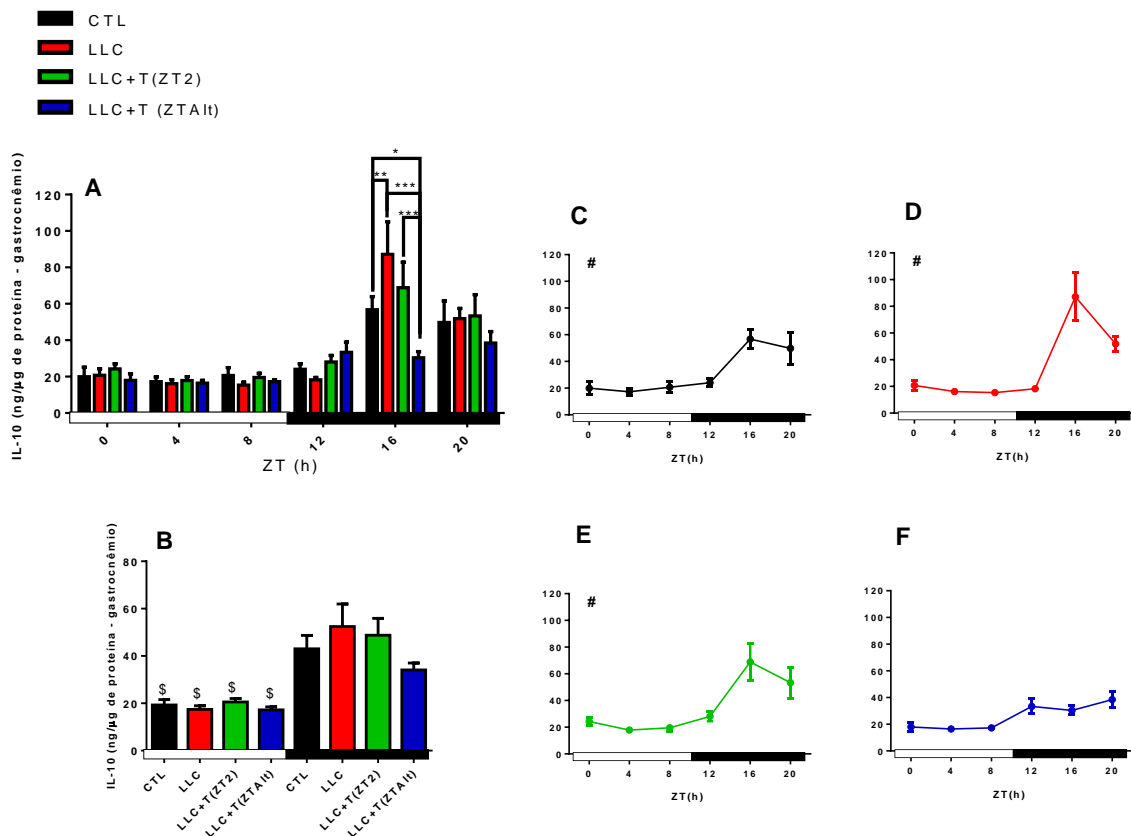 CTL
LLC
LLC+T(ZT2)
LLC+T (ZTAlt)
A
IL-10 (ng/μg de proteína - gastrocnêmio)
120
100
80
60
40
20
0
*
**
***
***
0 4 8 12 16 20
ZT (h)
B
IL-10 (ng/μg de proteína - gastrocnêmio)
80
60
40
20
0
$ $ $ $
CTL LLC LLC+T(ZT2) LLC+T(ZTAlt) CTL LLC LLC+T(ZT2) LLC+T(ZTAlt)
C
#
120
100
80
60
40
20
0
0 4 8 12 16 20
ZT(h)
D
#
120
100
80
60
40
20
0
0 4 8 12 16 20
ZT(h)
E
#
120
100
80
60
40
20
0
0 4 8 12 16 20
ZT(h)
F
120
100
80
60
40
20
0
0 4 8 12 16 20
ZT(h)